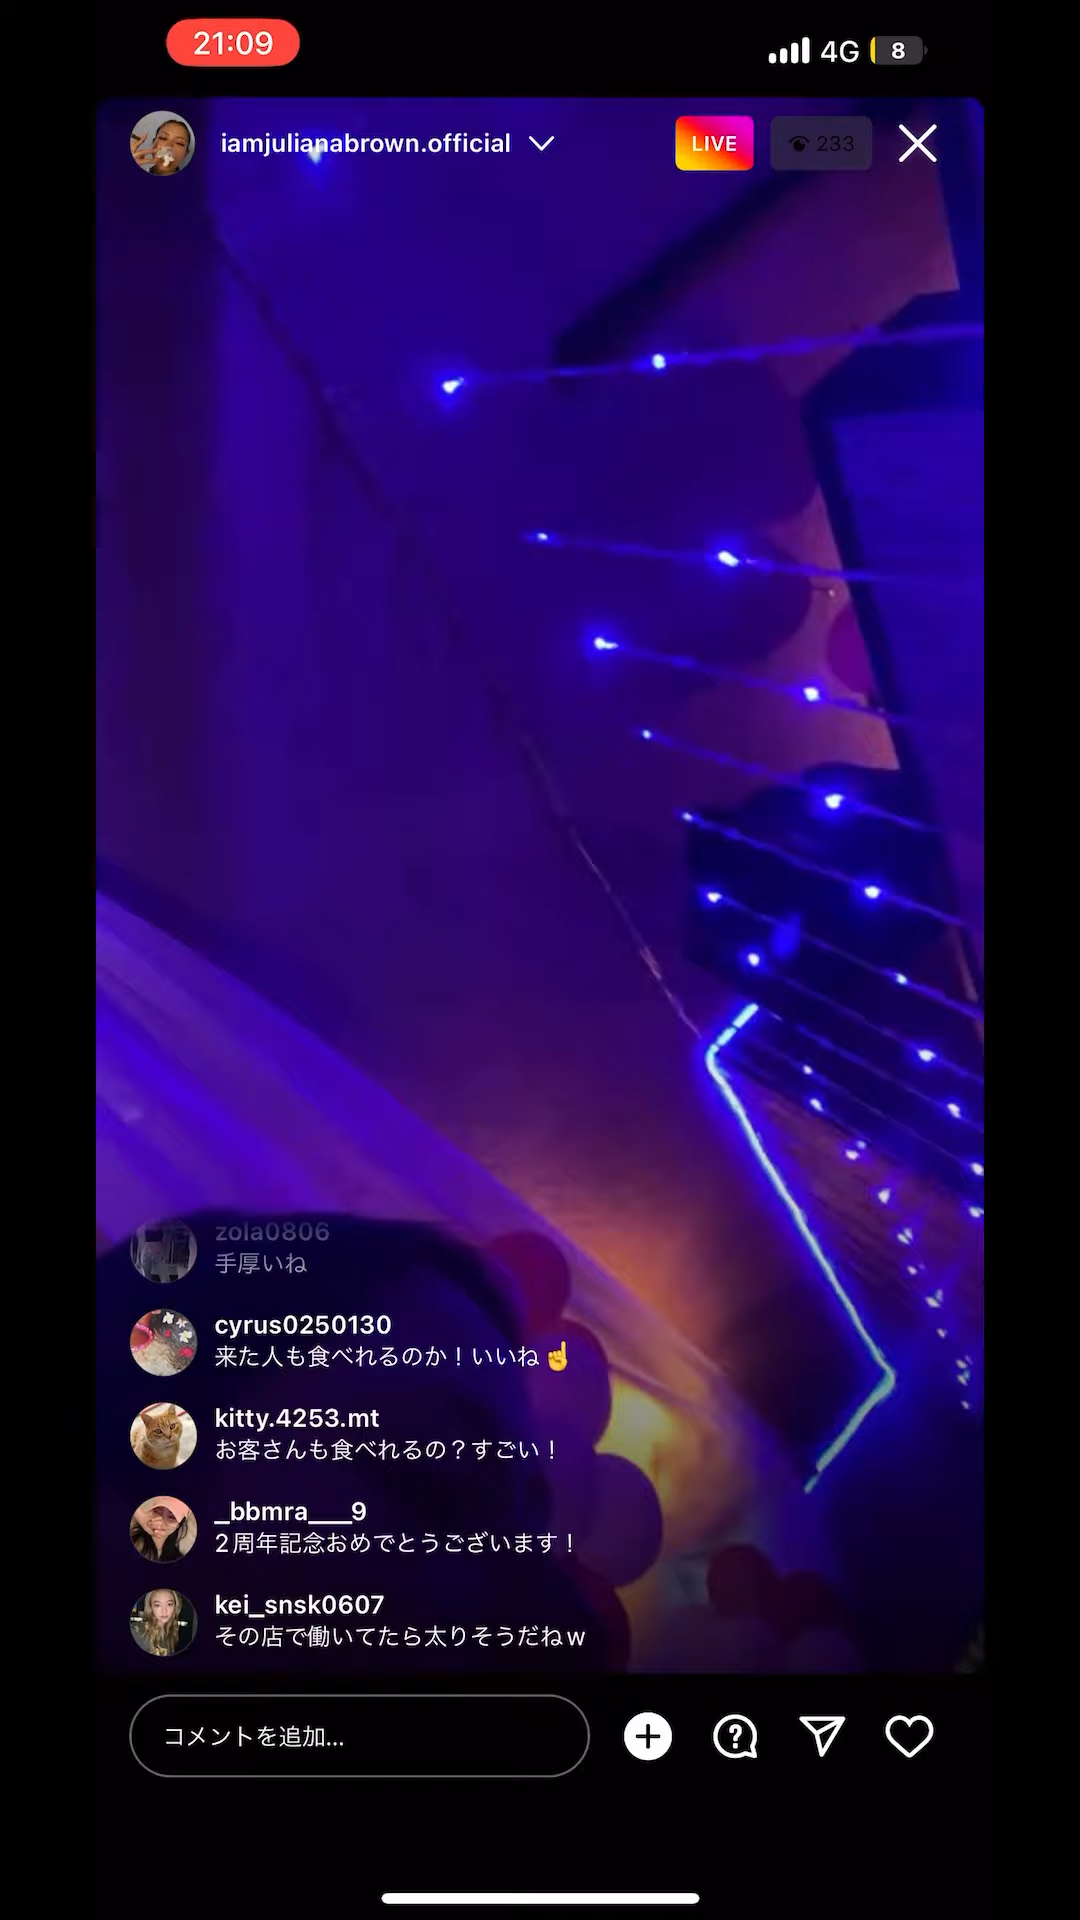 21:09
4G
8
iamjulianabrown.official
LIVE
233
zola0806
手厚いね
cyrus0250130
来た人も食べれるのか！いいね☝️
kitty.4253.mt
お客さんも食べれるの？すごい！
_bbmra___9
2周年記念おめでとうございます！
kei_snsk0607
その店で働いてたら太りそうだねw
コメントを追加...